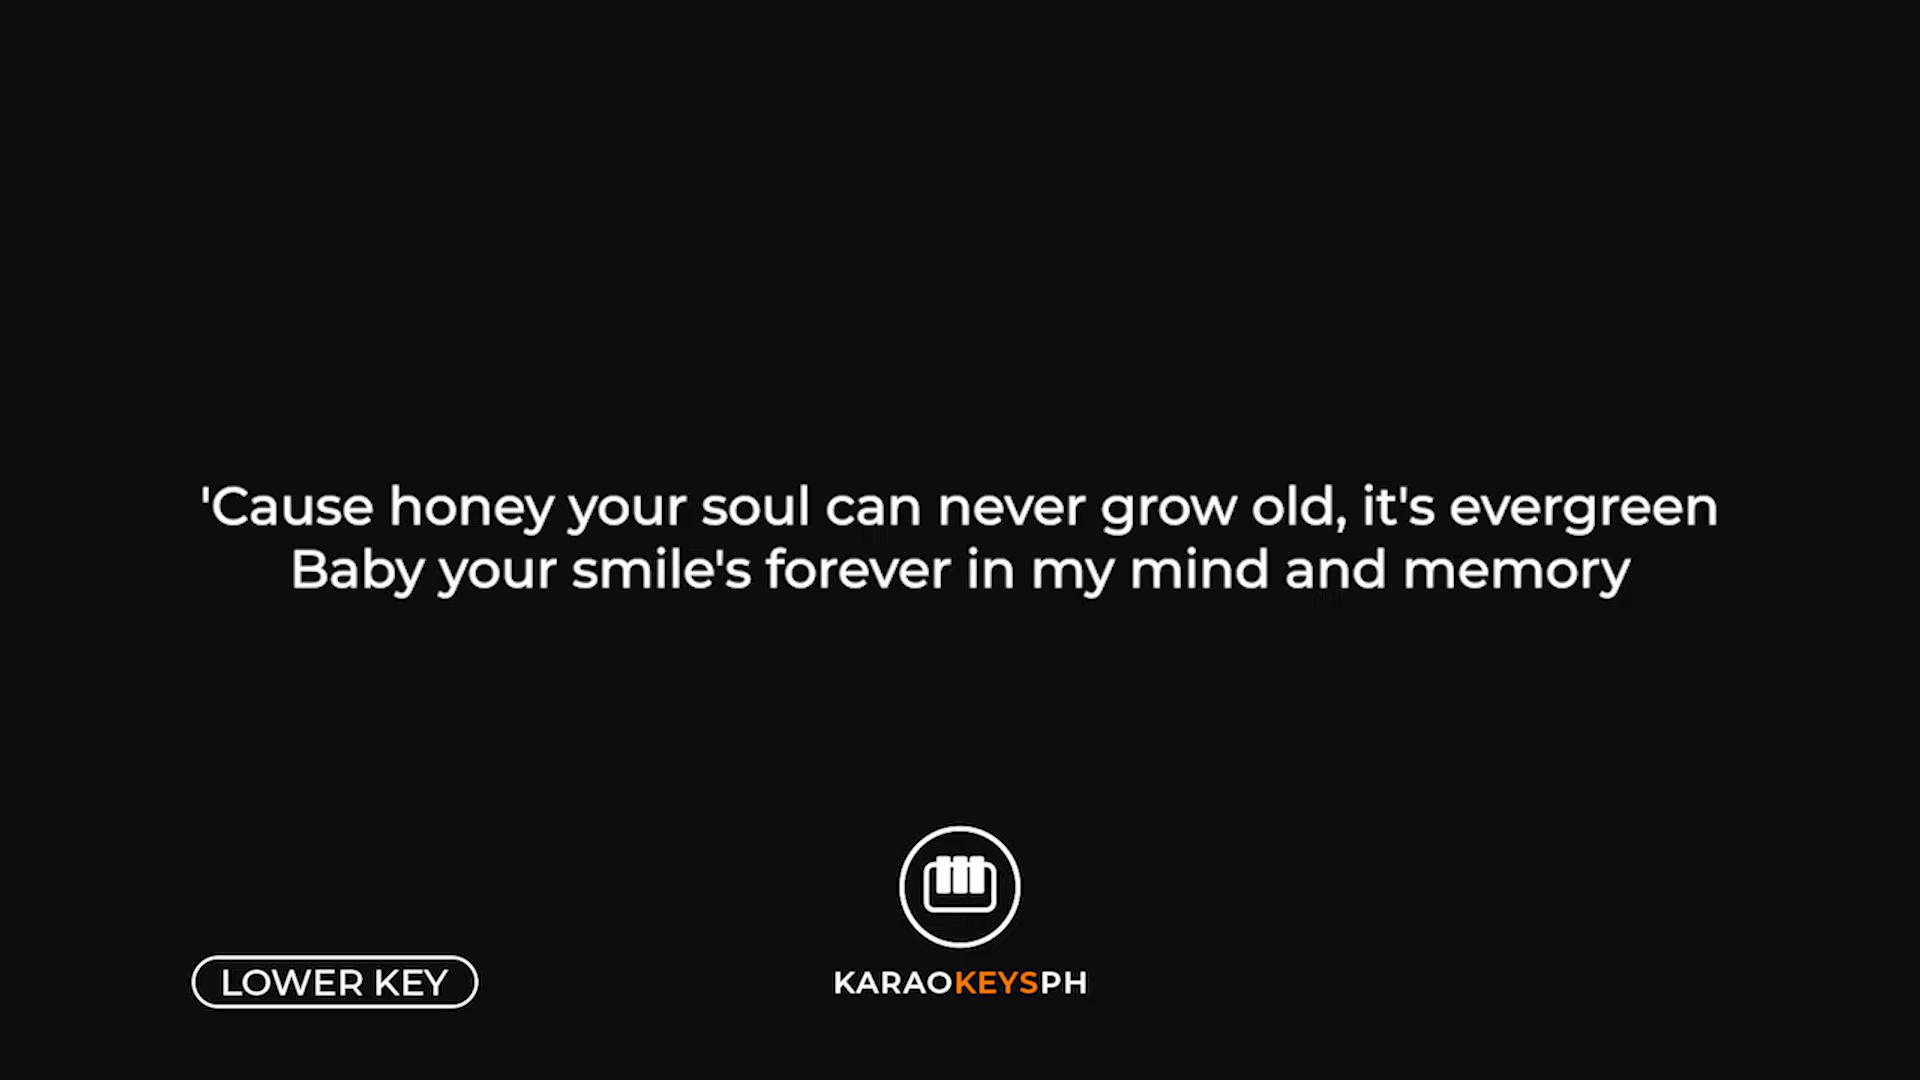 'Cause honey your soul can never grow old, it's evergreen
Baby your smile's forever in my mind and memory
LOWER KEY
KARAOKEYSPH